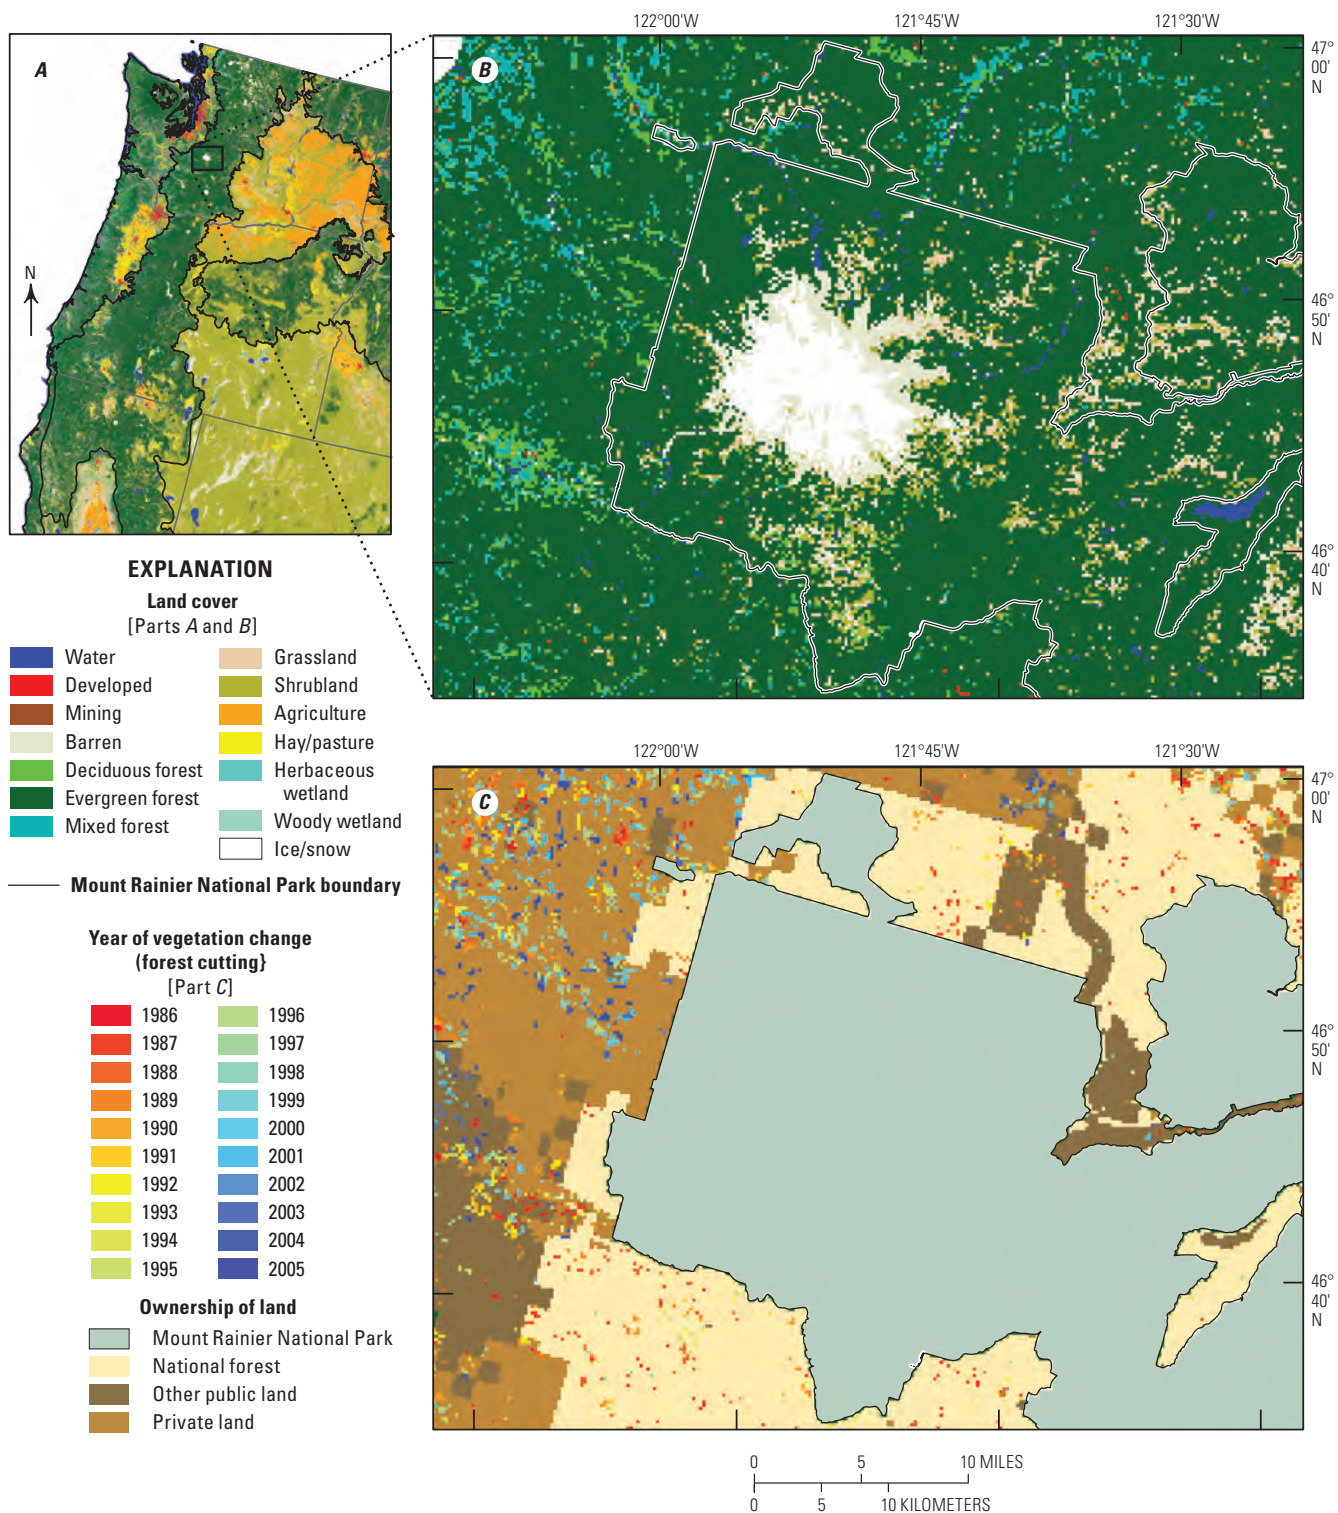 A
N
122°00'W
121°45'W
121°30'W
B
47°
00'
N
46°
50'
N
46°
40'
N
EXPLANATION
Land cover
[Parts A and B]
Water
Developed
Mining
Barren
Deciduous forest
Evergreen forest
Mixed forest
Grassland
Shrubland
Agriculture
Hay/pasture
Herbaceous
wetland
Woody wetland
Ice/snow
Mount Rainier National Park boundary
Year of vegetation change
(forest cutting}
[Part C]
1986
1987
1988
1989
1990
1991
1992
1993
1994
1995
1996
1997
1998
1999
2000
2001
2002
2003
2004
2005
Ownership of land
Mount Rainier National Park
National forest
Other public land
Private land
122°00'W
121°45'W
121°30'W
C
47°
00'
N
46°
50'
N
46°
40'
N
0 5 10 MILES
0 5 10 KILOMETERS